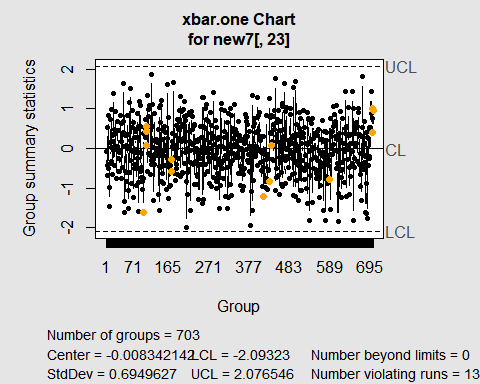 xbar.one Chart
for new7[, 23]
Group summary statistics
2
1
0
-1
-2
UCL
CL
LCL
1 71 165 271 377 483 589 695
Group
Number of groups = 703
Center = -0.008342142 LCL = -2.09323 Number beyond limits = 0
StdDev = 0.6949627 UCL = 2.076546 Number violating runs = 13